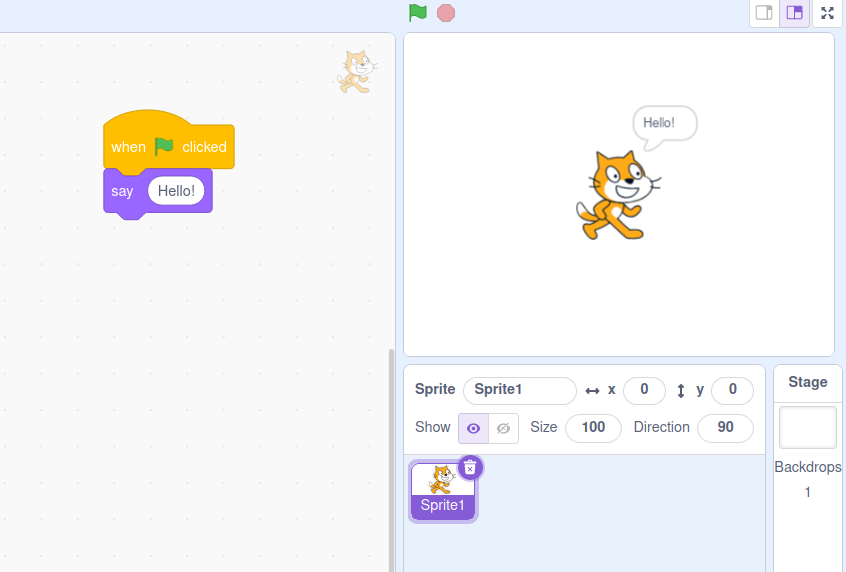 when clicked
say Hello!
Hello!
Sprite Sprite1 x 0 y 0
Show Size 100 Direction 90
Sprite1
Stage
Backdrops
1